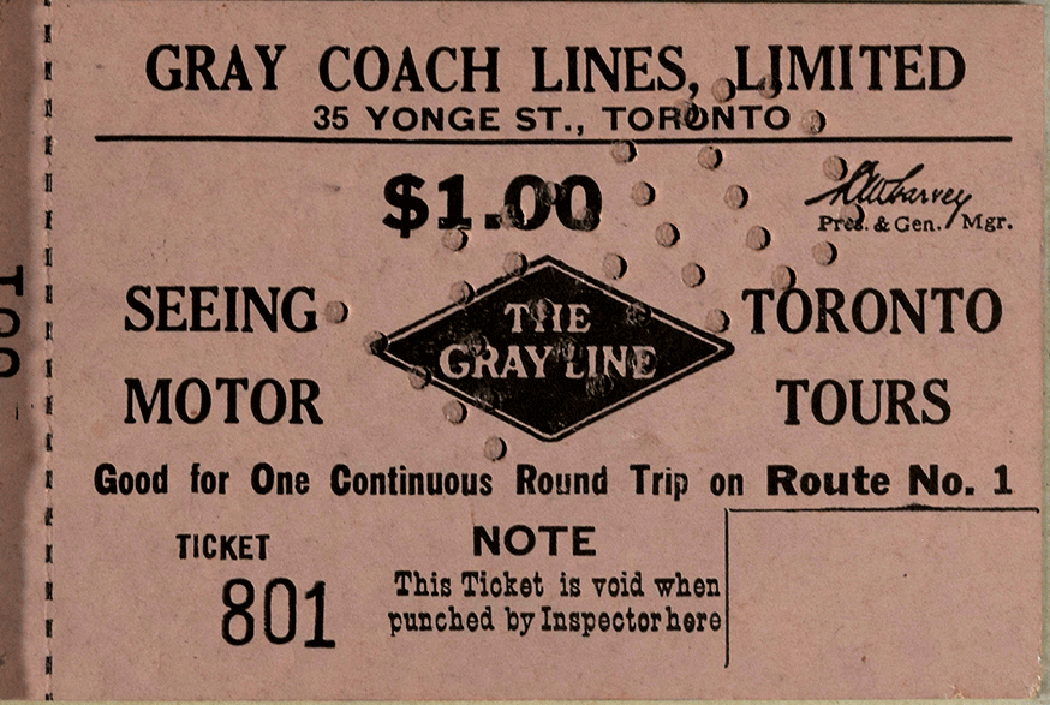 GRAY COACH LINES, LIMITED
35 YONGE ST., TORONTO
$1.00
Pres. & Gen. Mgr.
SEEING
THE
GRAY LINE
TORONTO
MOTOR
TOURS
Good for One Continuous Round Trip on Route No. 1
TICKET
801
NOTE
This Ticket is void when
punched by Inspector here
801